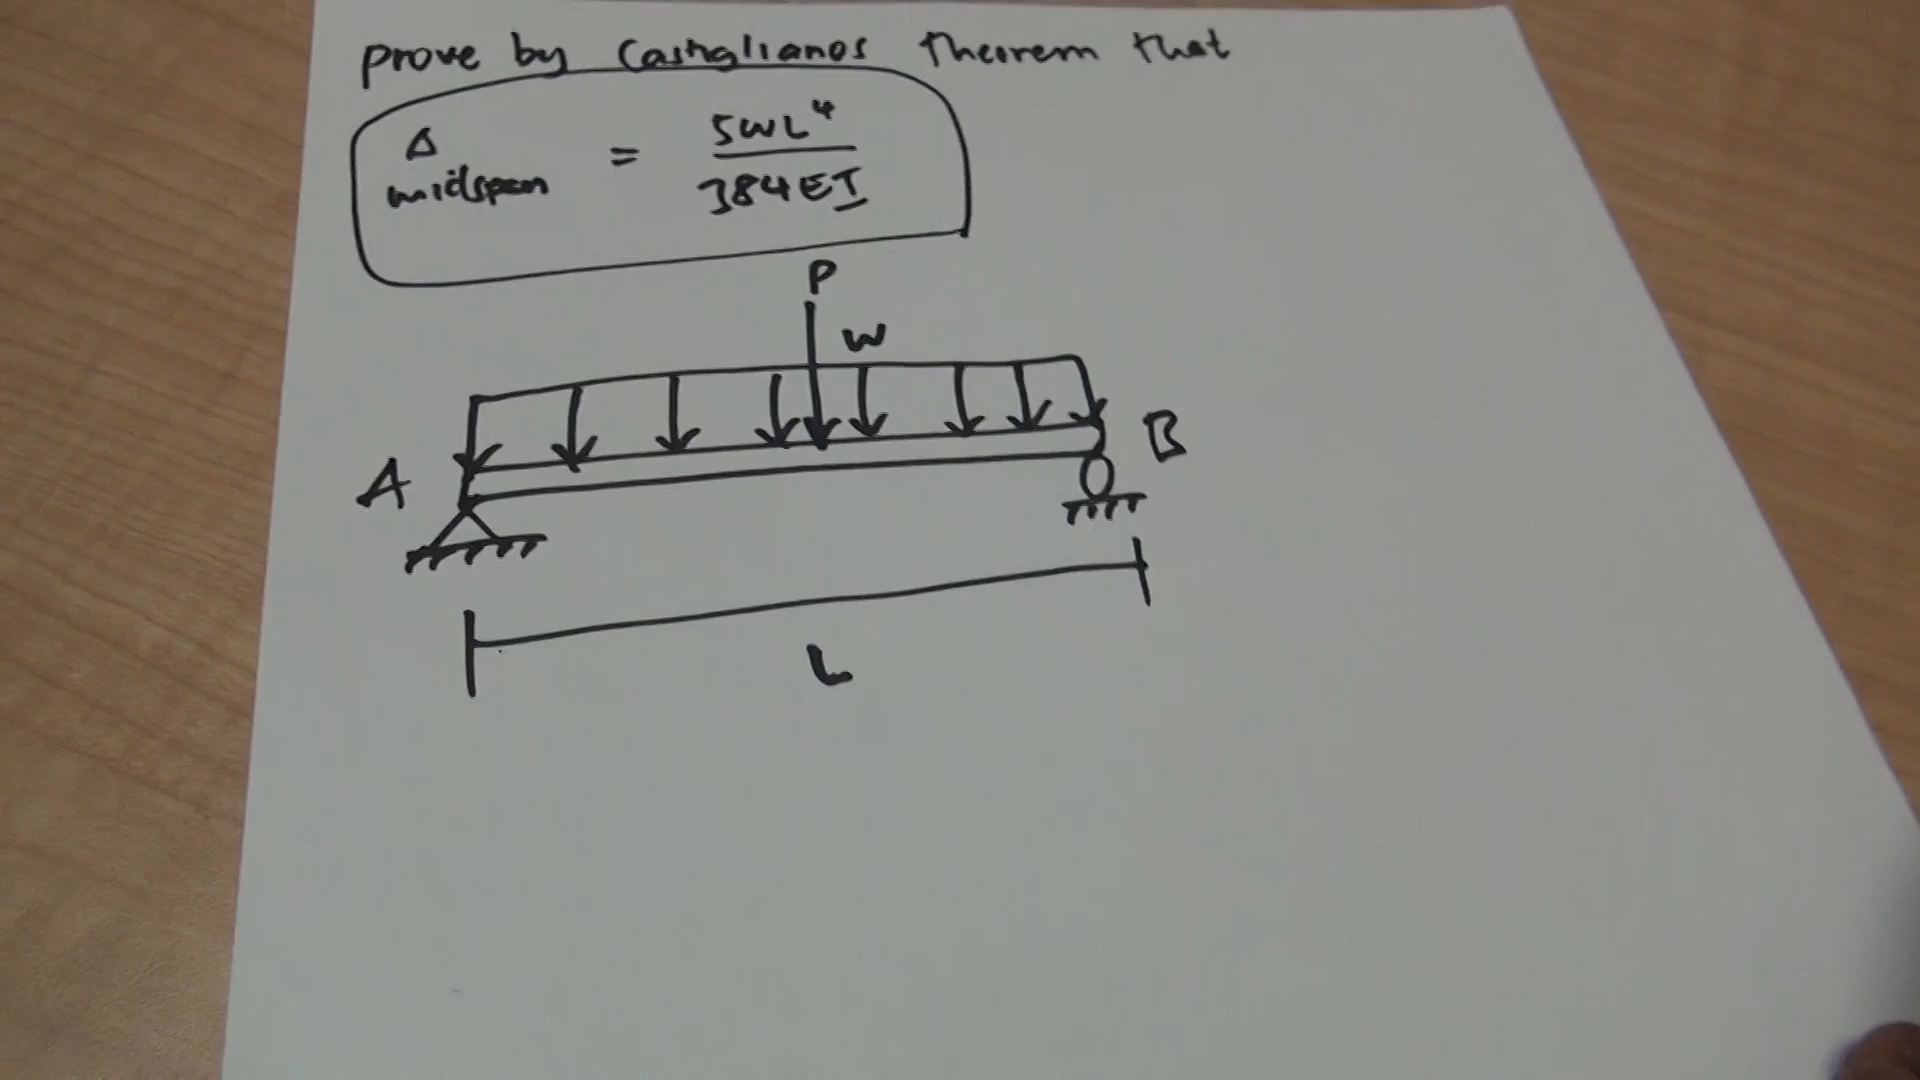 prove by Castiglianos Theorem that
Δ midspan = 5WL⁴ / 384EI
P
W
A
B
L